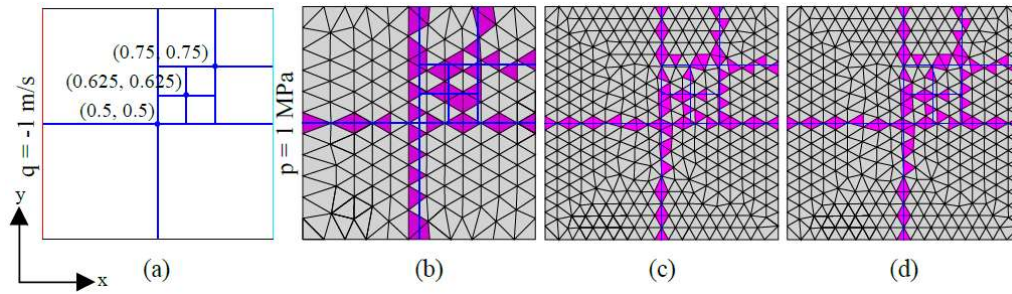 q = -1 m/s
(0.75, 0.75)
(0.625, 0.625)
(0.5, 0.5)
p = 1 MPa
y
x
(a)
(b)
(c)
(d)